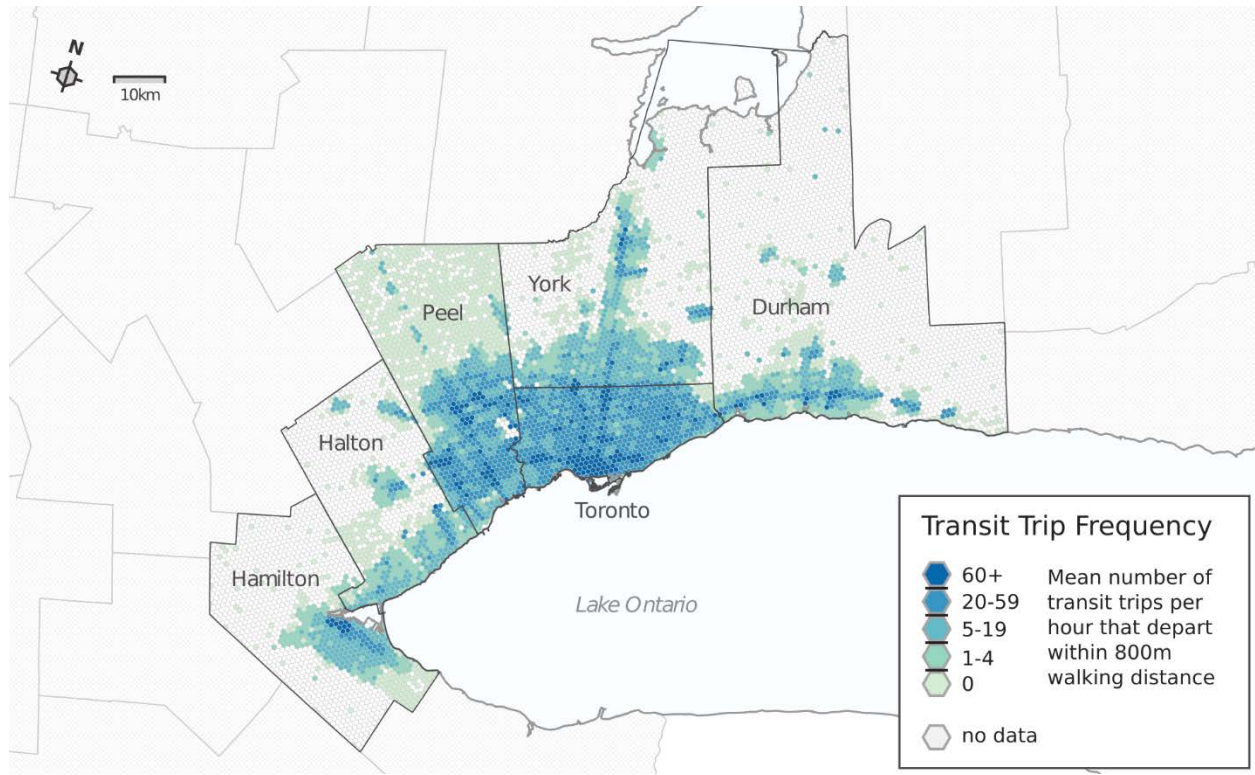 N
10km
York
Peel
Durham
Halton
Toronto
Hamilton
Lake Ontario
Transit Trip Frequency
60+
20-59
5-19
1-4
0
no data
Mean number of
transit trips per
hour that depart
within 800m
walking distance